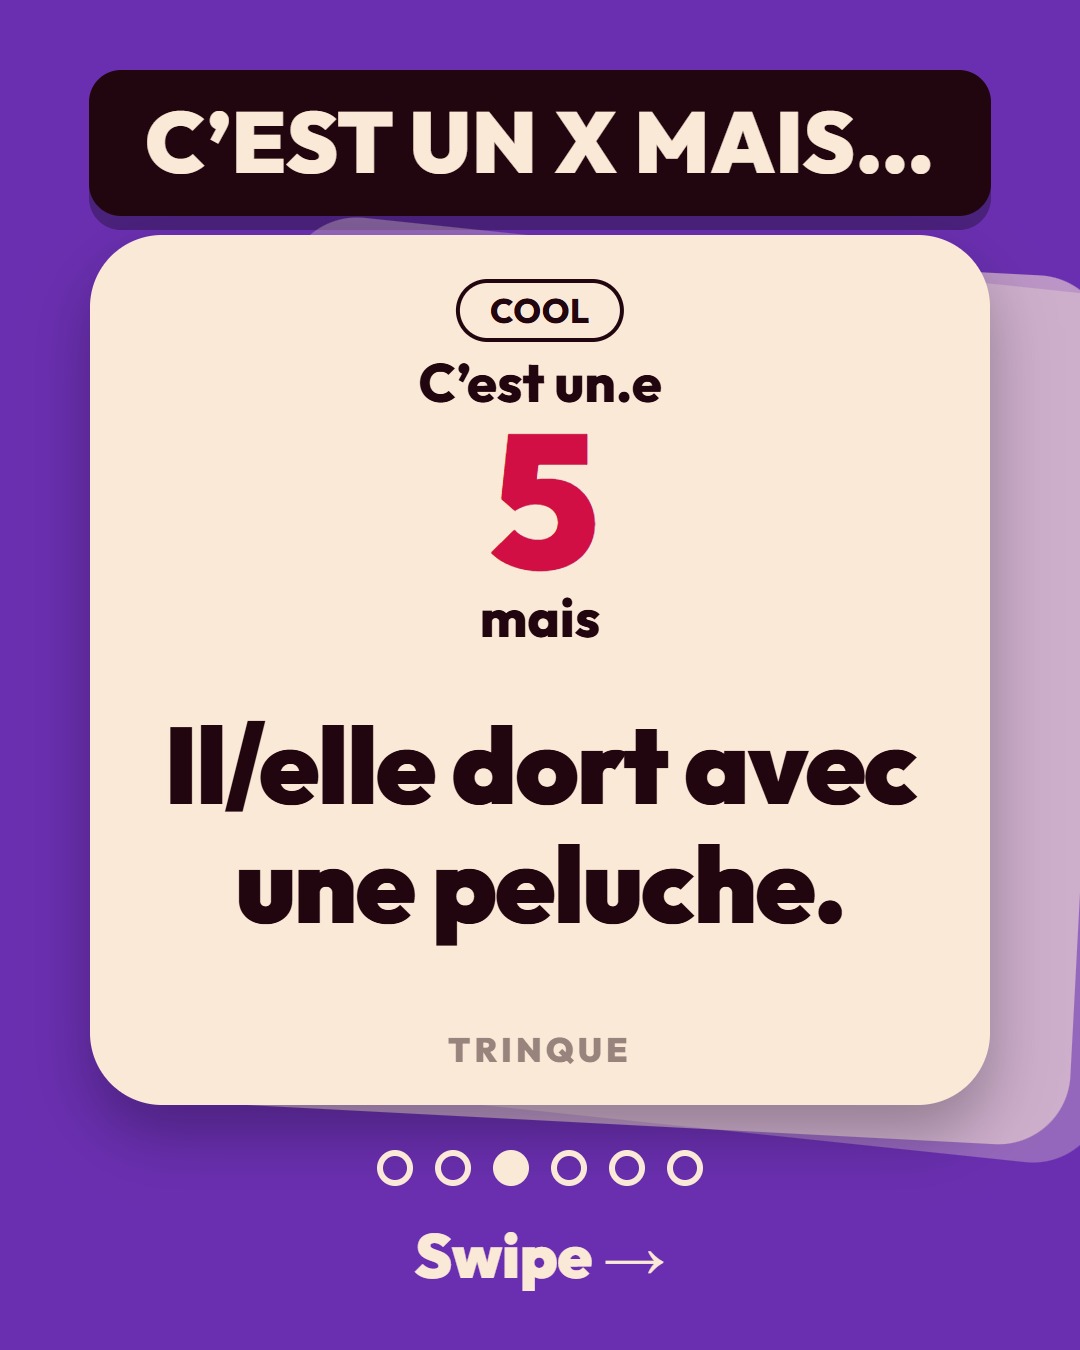 C’EST UN X MAIS...
COOL
C’est un.e
5
mais
Il/elle dort avec
une peluche.
TRINQUE
Swipe →